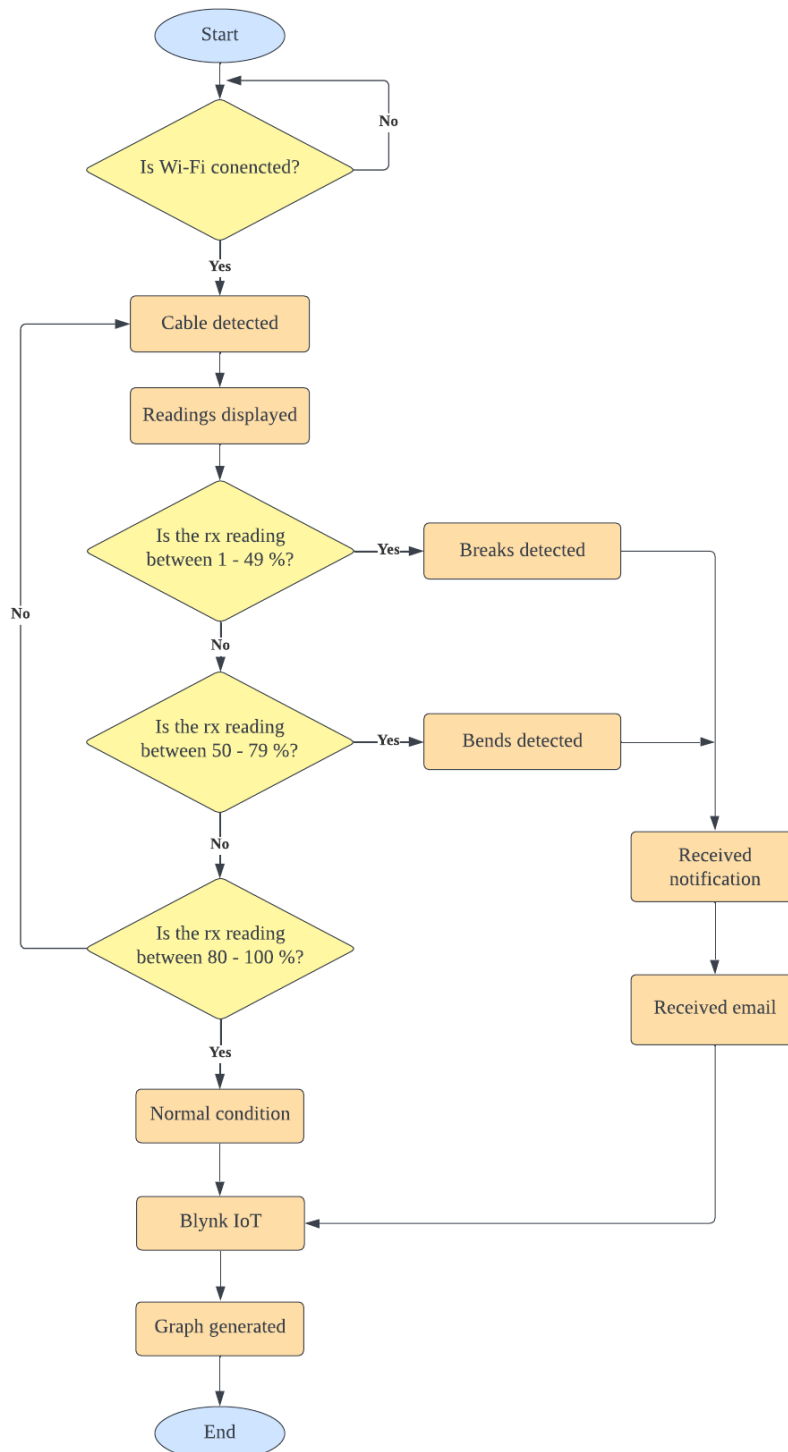 Start
No
Is Wi-Fi conencted?
Yes
Cable detected
Readings displayed
Is the rx reading
between 1 - 49 %?
Yes
Breaks detected
No
No
Is the rx reading
between 50 - 79 %?
Yes
Bends detected
No
Received
notification
Is the rx reading
between 80 - 100 %?
Received email
Yes
Normal condition
Blynk IoT
Graph generated
End